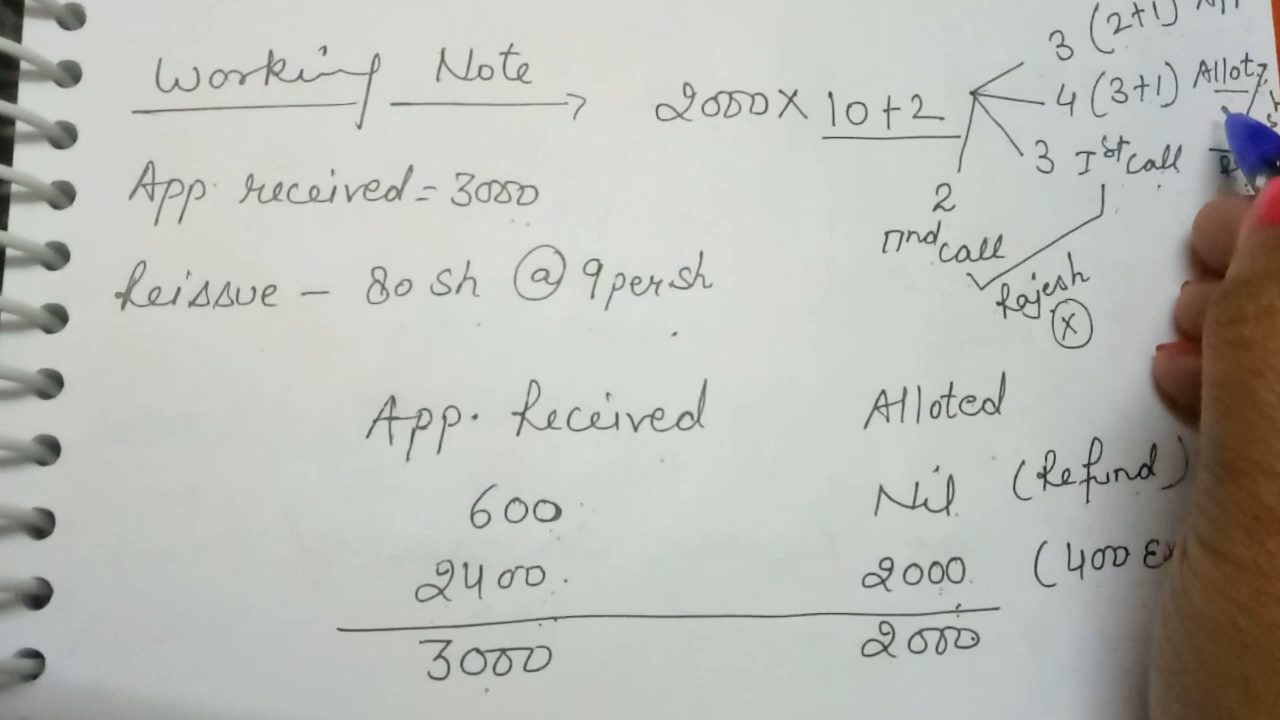 Working Note
2000 X 10 + 2
3 (2+1)
4 (3+1) Allot
3 Ist call
2
IInd call
Rajesh
X
App. received = 3000
Reissue - 80 sh @ 9 per sh
App. Received Alloted
600 Nil (Refund)
2400 2000 (400
3000 2000